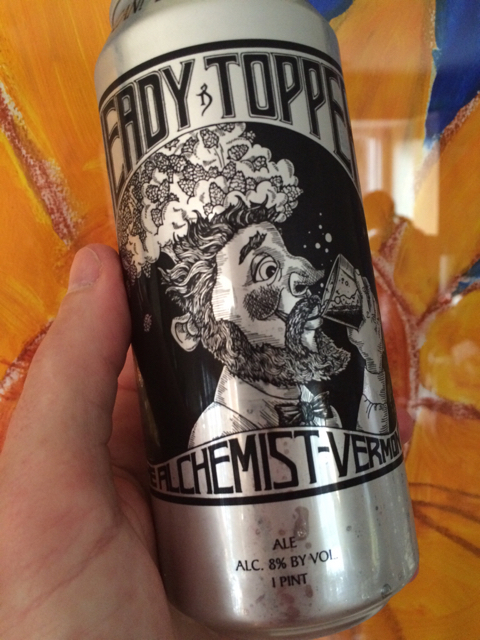 EADY TOPPE
E ALCHEMIST-VERMON
ALE
ALC. 8% BY VOL.
1 PINT